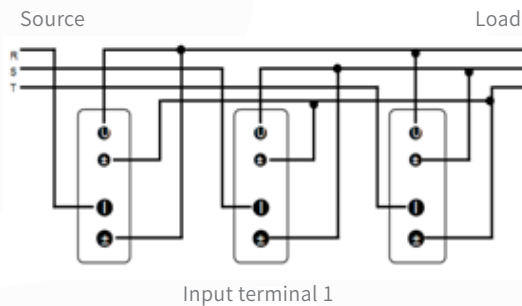 Source Load
R
S
T
U U U
± ± ±
I I I
± ± ±
Input terminal 1